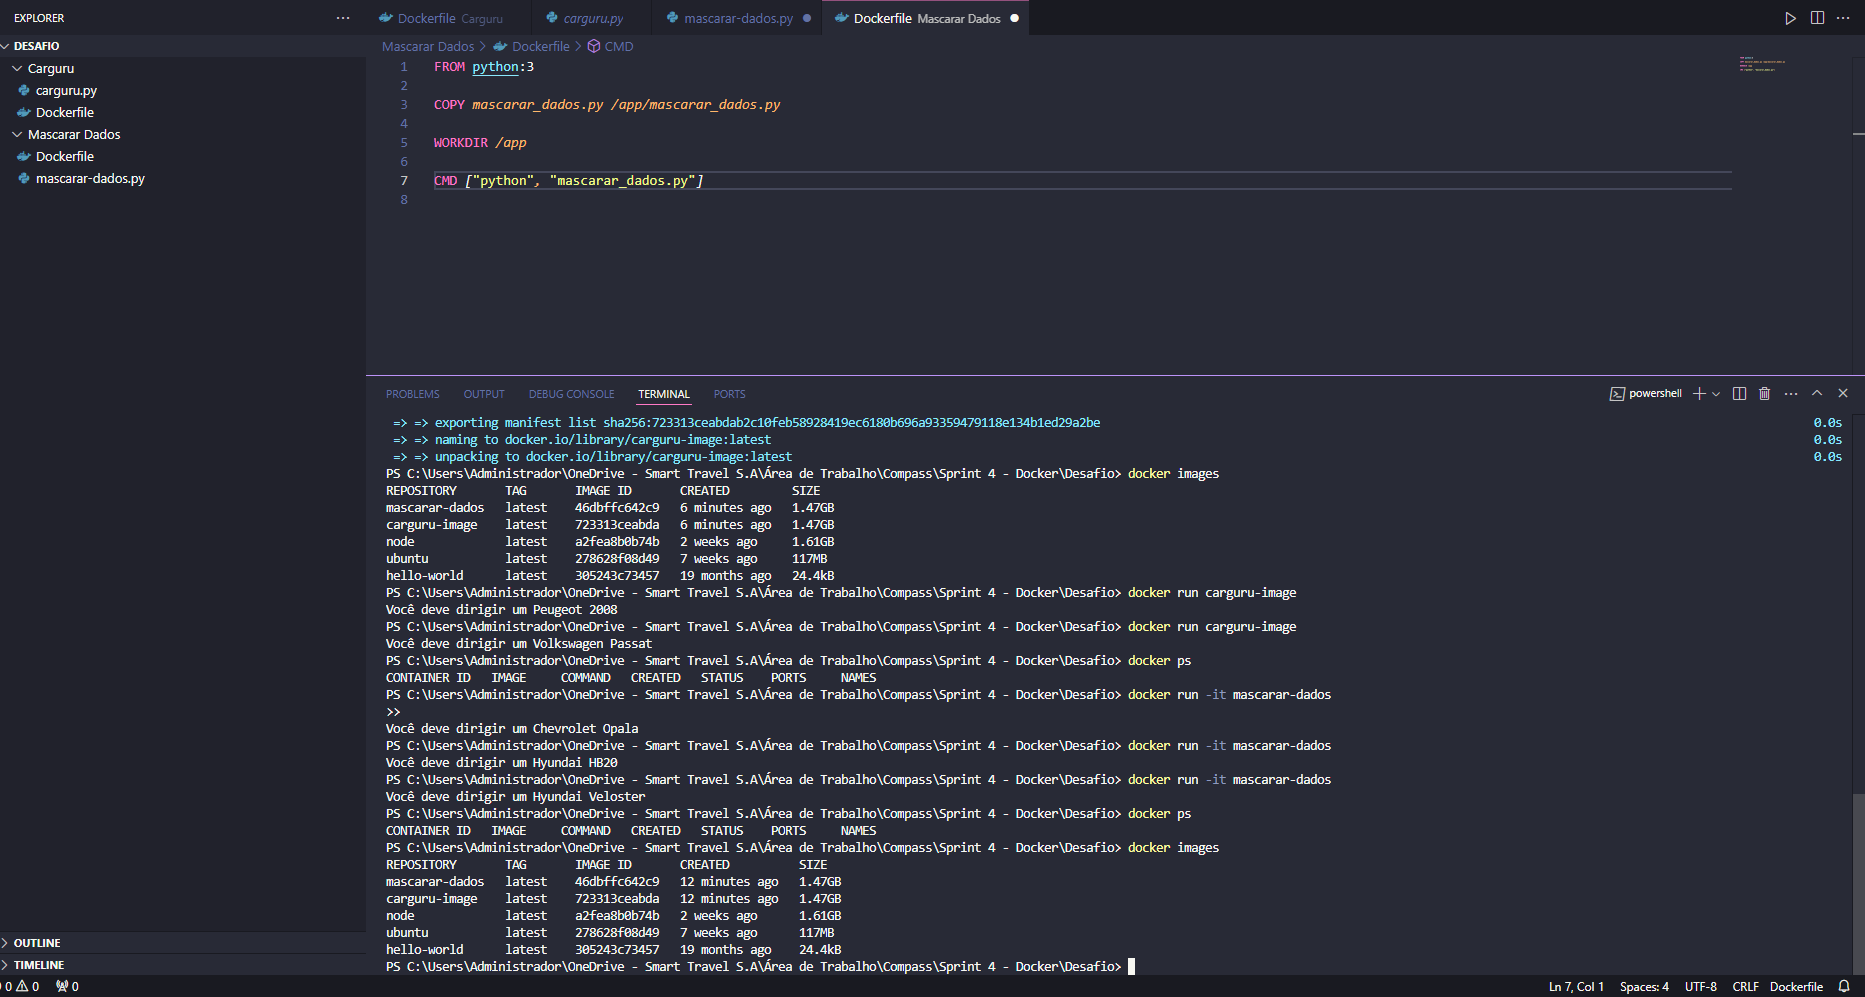 EXPLORER
DESAFIO
Carguru
carguru.py
Dockerfile
Mascarar Dados
Dockerfile
mascarar-dados.py
OUTLINE
TIMELINE
Dockerfile Carguru
carguru.py
mascarar-dados.py
Dockerfile Mascarar Dados
Mascarar Dados > Dockerfile > CMD
1 FROM python:3
2
3 COPY mascarar_dados.py /app/mascarar_dados.py
4
5 WORKDIR /app
6
7 CMD ["python", "mascarar_dados.py"]
8
PROBLEMS OUTPUT DEBUG CONSOLE TERMINAL PORTS
powershell
=> => exporting manifest list sha256:723313ceabdab2c10feb58928419ec6180b696a93359479118e134b1ed29a2be 0.0s
=> => naming to docker.io/library/carguru-image:latest 0.0s
=> => unpacking to docker.io/library/carguru-image:latest 0.0s
PS C:\Users\Administrador\OneDrive - Smart Travel S.A\Área de Trabalho\Compass\Sprint 4 - Docker\Desafio> docker images
REPOSITORY TAG IMAGE ID CREATED SIZE
mascarar-dados latest 46dbffc642c9 6 minutes ago 1.47GB
carguru-image latest 723313ceabda 6 minutes ago 1.47GB
node latest a2fea8b0b74b 2 weeks ago 1.61GB
ubuntu latest 278628f08d49 7 weeks ago 117MB
hello-world latest 305243c73457 19 months ago 24.4kB
PS C:\Users\Administrador\OneDrive - Smart Travel S.A\Área de Trabalho\Compass\Sprint 4 - Docker\Desafio> docker run carguru-image
Você deve dirigir um Peugeot 2008
PS C:\Users\Administrador\OneDrive - Smart Travel S.A\Área de Trabalho\Compass\Sprint 4 - Docker\Desafio> docker run carguru-image
Você deve dirigir um Volkswagen Passat
PS C:\Users\Administrador\OneDrive - Smart Travel S.A\Área de Trabalho\Compass\Sprint 4 - Docker\Desafio> docker ps
CONTAINER ID IMAGE COMMAND CREATED STATUS PORTS NAMES
PS C:\Users\Administrador\OneDrive - Smart Travel S.A\Área de Trabalho\Compass\Sprint 4 - Docker\Desafio> docker run -it mascarar-dados
>>
Você deve dirigir um Chevrolet Opala
PS C:\Users\Administrador\OneDrive - Smart Travel S.A\Área de Trabalho\Compass\Sprint 4 - Docker\Desafio> docker run -it mascarar-dados
Você deve dirigir um Hyundai HB20
PS C:\Users\Administrador\OneDrive - Smart Travel S.A\Área de Trabalho\Compass\Sprint 4 - Docker\Desafio> docker run -it mascarar-dados
Você deve dirigir um Hyundai Veloster
PS C:\Users\Administrador\OneDrive - Smart Travel S.A\Área de Trabalho\Compass\Sprint 4 - Docker\Desafio> docker ps
CONTAINER ID IMAGE COMMAND CREATED STATUS PORTS NAMES
PS C:\Users\Administrador\OneDrive - Smart Travel S.A\Área de Trabalho\Compass\Sprint 4 - Docker\Desafio> docker images
REPOSITORY TAG IMAGE ID CREATED SIZE
mascarar-dados latest 46dbffc642c9 12 minutes ago 1.47GB
carguru-image latest 723313ceabda 12 minutes ago 1.47GB
node latest a2fea8b0b74b 2 weeks ago 1.61GB
ubuntu latest 278628f08d49 7 weeks ago 117MB
hello-world latest 305243c73457 19 months ago 24.4kB
PS C:\Users\Administrador\OneDrive - Smart Travel S.A\Área de Trabalho\Compass\Sprint 4 - Docker\Desafio>
0 0 0 Ln 7, Col 1 Spaces: 4 UTF-8 CRLF Dockerfile